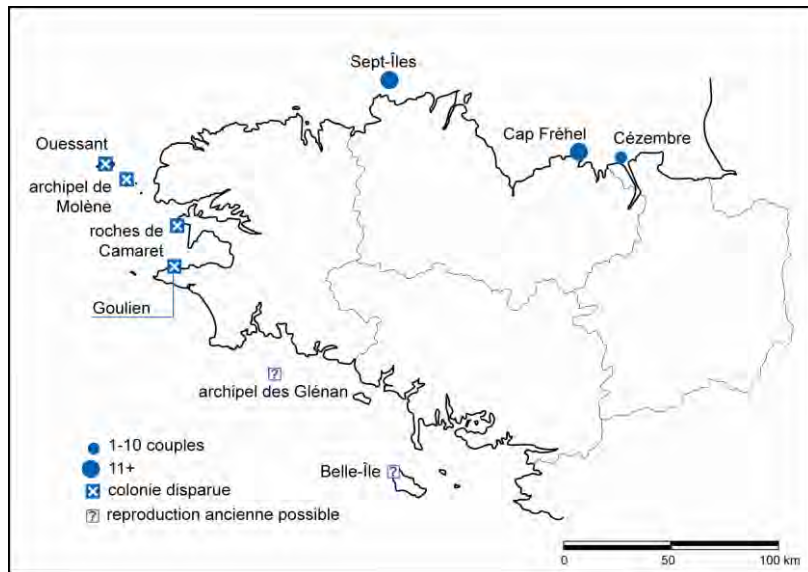 Sept-Îles
Cap Fréhel
Cézembre
Ouessant
archipel de
Molène
roches de
Camaret
Goulien
archipel des Glénan
Belle-Île
1-10 couples
11+
colonie disparue
? reproduction ancienne possible
0 50 100 km